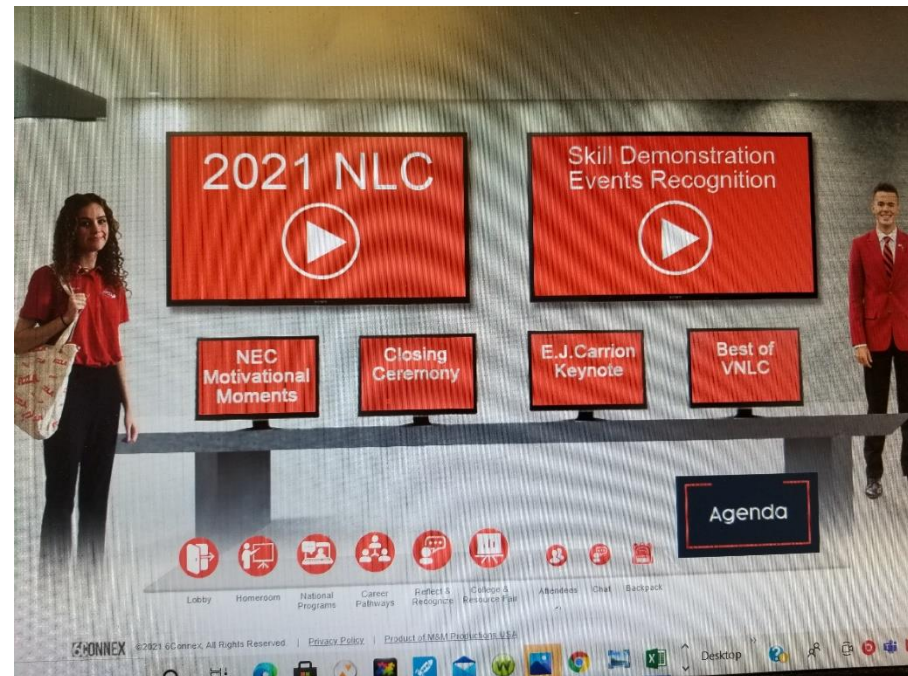 2021 NLC
Skill Demonstration
Events Recognition
NEC
Motivational
Moments
Closing
Ceremony
E.J.Carrion
Keynote
Best of
VNLC
Agenda
Lobby
Homeroom
National
Programs
Career
Pathways
Reflect &
Recognize
College &
Resource Fair
Attendees
Chat
Backpack
6CONNEX ©2021 6Connex, All Rights Reserved. | Privacy Policy | Product of M&M Productions USA
Desktop